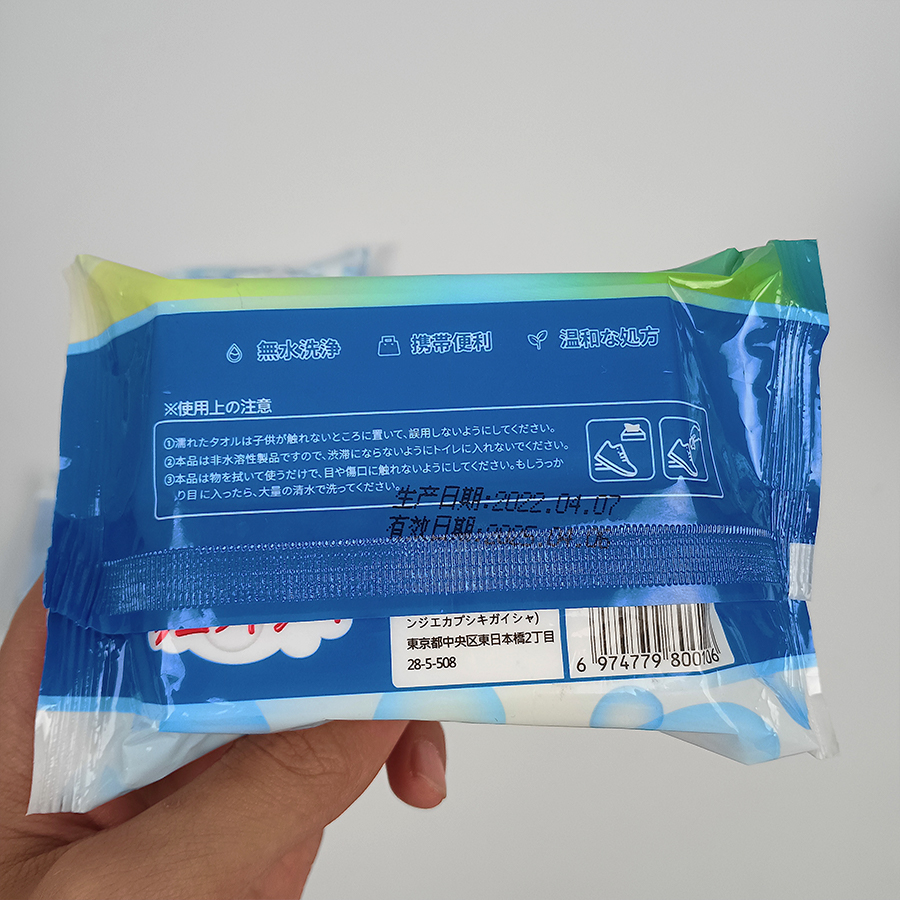 無水洗浄 携帯便利 温和な処方
※使用上の注意
①濡れたタオルは子供が触れないところに置いて、誤用しないようにしてください。
②本品は非水溶性製品ですので、渋滞にならないようにトイレに入れないでください。
③本品は物を拭いて使うだけで、目や傷口に触れないようにしてください。もしうっか
り目に入ったら、大量の清水で洗ってください。
生产日期:2022.04.07
有效日期:
ンジエカブシキガイシャ)
東京都中央区東日本橋2丁目
28-5-508
6 974779 800106